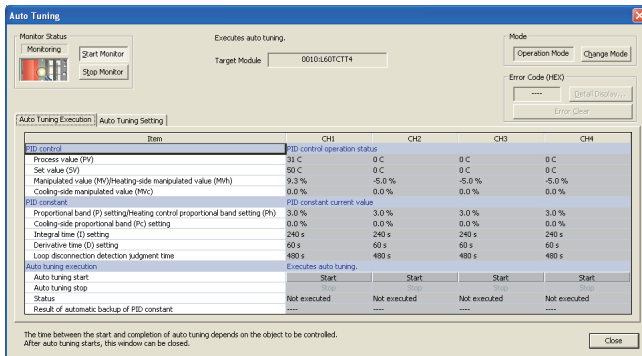 Auto Tuning
Monitor Status
Monitoring
Start Monitor
Stop Monitor
Executes auto tuning.
Target Module 0010:L60TCTT4
Mode
Operation Mode Change Mode
Error Code (HEX)
---- Detail Display...
Error Clear
Auto Tuning Execution Auto Tuning Setting
Item CH1 CH2 CH3 CH4
PID control PID control operation status
Process value (PV) 31 C 0 C 0 C 0 C
Set value (SV) 50 C 0 C 0 C 0 C
Manipulated value (MV)/Heating-side manipulated value (MVh) 9.3 % -5.0 % -5.0 % -5.0 %
Cooling-side manipulated value (MVc) 0.0 % 0.0 % 0.0 % 0.0 %
PID constant PID constant current value
Proportional band (P) setting/Heating control proportional band setting (Ph) 3.0 % 3.0 % 3.0 % 3.0 %
Cooling-side proportional band (Pc) setting 0.0 % 0.0 % 0.0 % 0.0 %
Integral time (I) setting 240 s 240 s 240 s 240 s
Derivative time (D) setting 60 s 60 s 60 s 60 s
Loop disconnection detection judgment time 480 s 480 s 480 s 480 s
Auto tuning execution Executes auto tuning.
Auto tuning start Start Start Start Start
Auto tuning stop Stop Stop Stop Stop
Status Not executed Not executed Not executed Not executed
Result of automatic backup of PID constant ---- ---- ---- ----
The time between the start and completion of auto tuning depends on the object to be controlled.
After auto tuning starts, this window can be closed.
Close